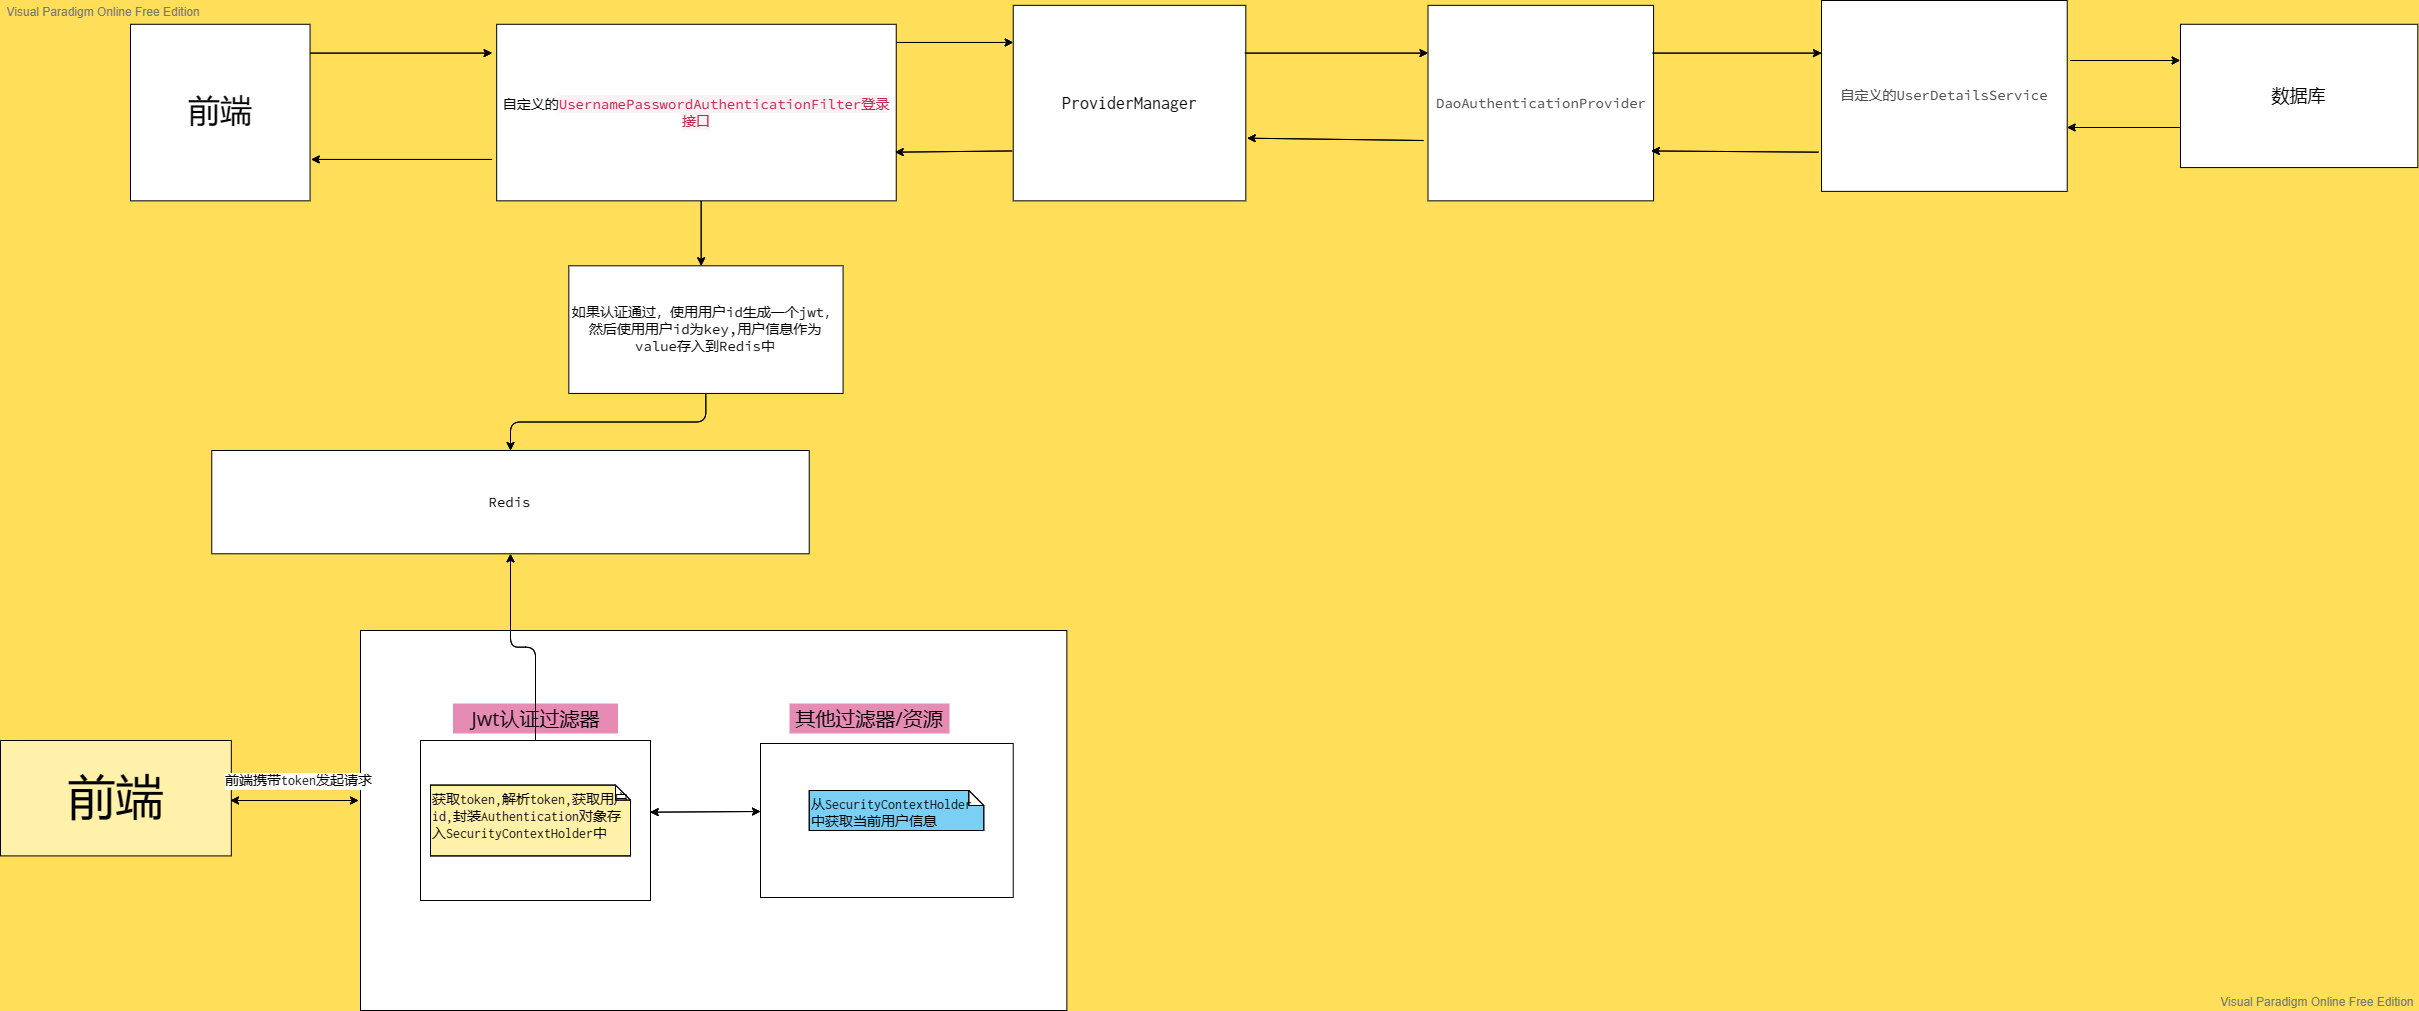 Visual Paradigm Online Free Edition
前端
自定义的UsernamePasswordAuthenticationFilter登录
接口
ProviderManager
DaoAuthenticationProvider
自定义的UserDetailsService
数据库
如果认证通过，使用用户id生成一个jwt，
然后使用用户id为key,用户信息作为
value存入到Redis中
Redis
Jwt认证过滤器
其他过滤器/资源
前端
前端携带token发起请求
获取token,解析token,获取用户
id,封装Authentication对象存
入SecurityContextHolder中
从SecurityContextHolder
中获取当前用户信息
Visual Paradigm Online Free Edition